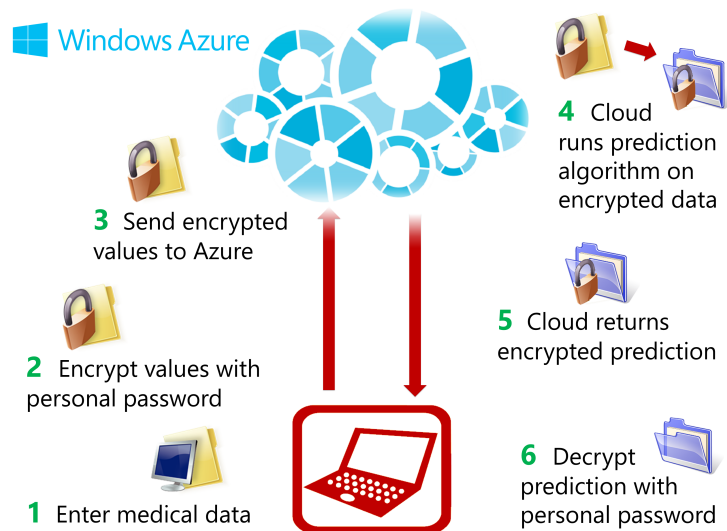 Windows Azure
1 Enter medical data
2 Encrypt values with
personal password
3 Send encrypted
values to Azure
4 Cloud
runs prediction
algorithm on
encrypted data
5 Cloud returns
encrypted prediction
6 Decrypt
prediction with
personal password